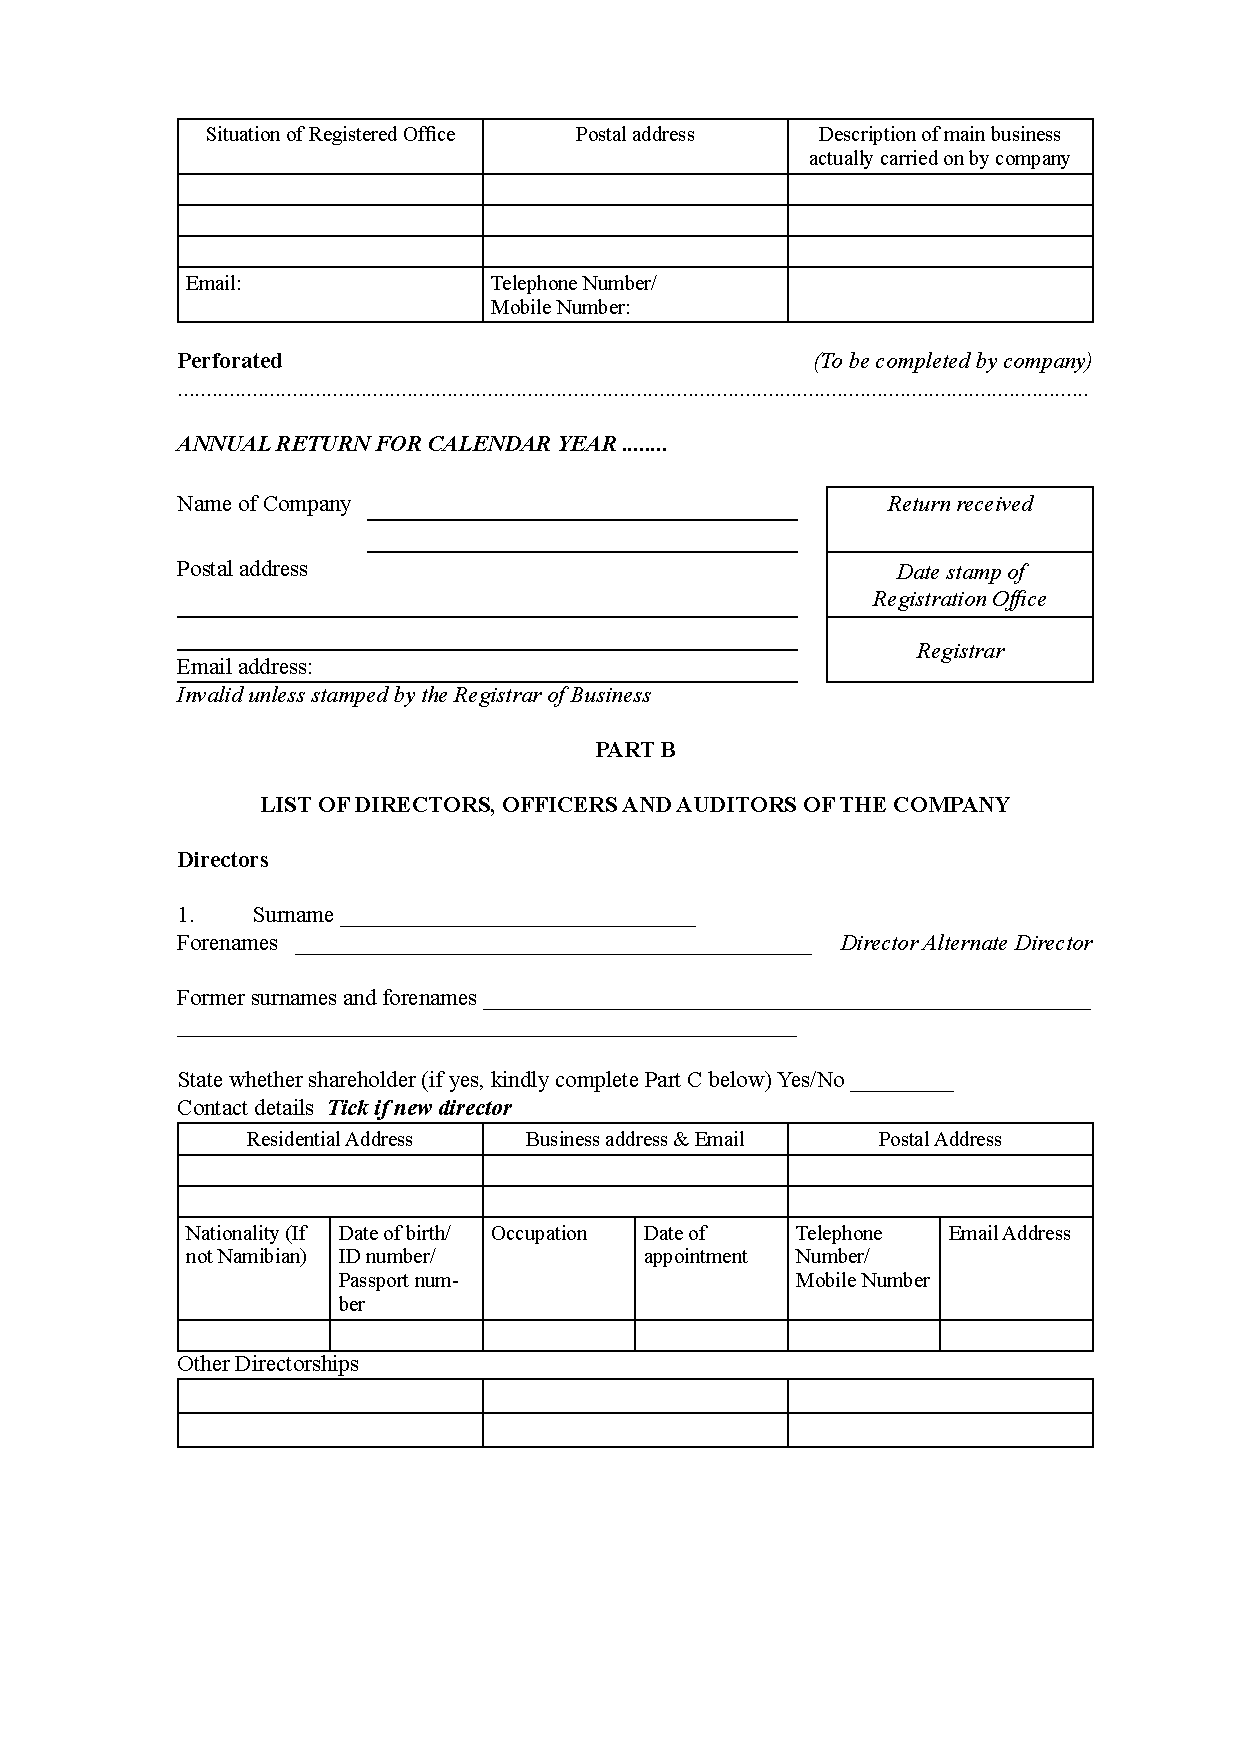 Situation of Registered Office Postal address Description of main business
actually carried on by company
Email: Telephone Number/
Mobile Number:
Perforated (To be completed by company)
................................................................................................................................................................
ANNUAL RETURN FOR CALENDAR YEAR ........
Name of Company Return received
Postal address Date stamp of
Registration Office
Registrar
Email address:
Invalid unless stamped by the Registrar of Business
PART B
LIST OF DIRECTORS, OFFICERS AND AUDITORS OF THE COMPANY
Directors
1. Surname _______________________________
Forenames _____________________________________________ Director Alternate Director
Former surnames and forenames _____________________________________________________
______________________________________________________
State whether shareholder (if yes, kindly complete Part C below) Yes/No _________
Contact details Tick if new director
Residential Address Business address & Email Postal Address
Nationality (If Date of birth/ Occupation Date of Telephone Email Address
not Namibian) ID number/ appointment Number/
Passport num- Mobile Number
ber
Other Directorships